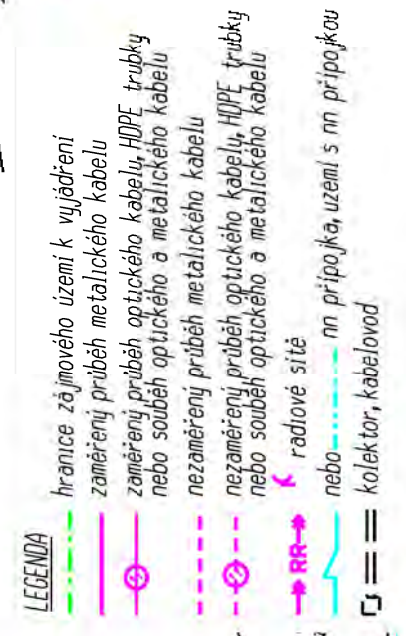 LEGENDA
hranice zájmového území k vyjádření
zaměřený průběh metalického kabelu
zaměřený průběh optického kabelu, HDPE trubky
nebo souběh optického a metalického kabelu
nezaměřený průběh metalického kabelu
nezaměřený průběh optického kabelu, HDPE trubky
nebo souběh optického a metalického kabelu
RR radiové sítě
nebo nn přípojka, uzemí s nn přípojkou
kolektor, kabelovod